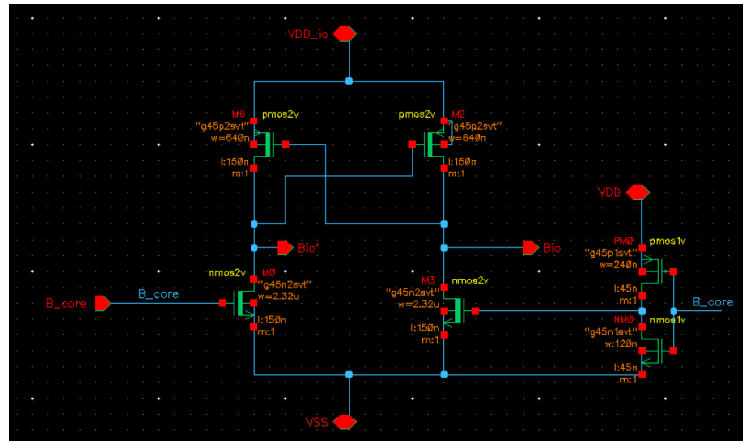 VDD_io
M6
pmos2v
"g45p2svt"
w=640n
l:150n
m:1
pmos2v
M2
"g45p2svt"
w=640n
l:150n
m:1
VDD
PM0
pmos1v
"g45p1svt"
w=240n
l:45n
m:1
Bio'
Bio
nmos2v
M0
"g45n2svt"
w=2.32u
l:150n
m:1
M3
nmos2v
"g45n2svt"
w=2.32u
l:150n
m:1
B_core
B_core
B_core
NM0
nmos1v
"g45n1svt"
w:120n
l:45n
m:1
VSS